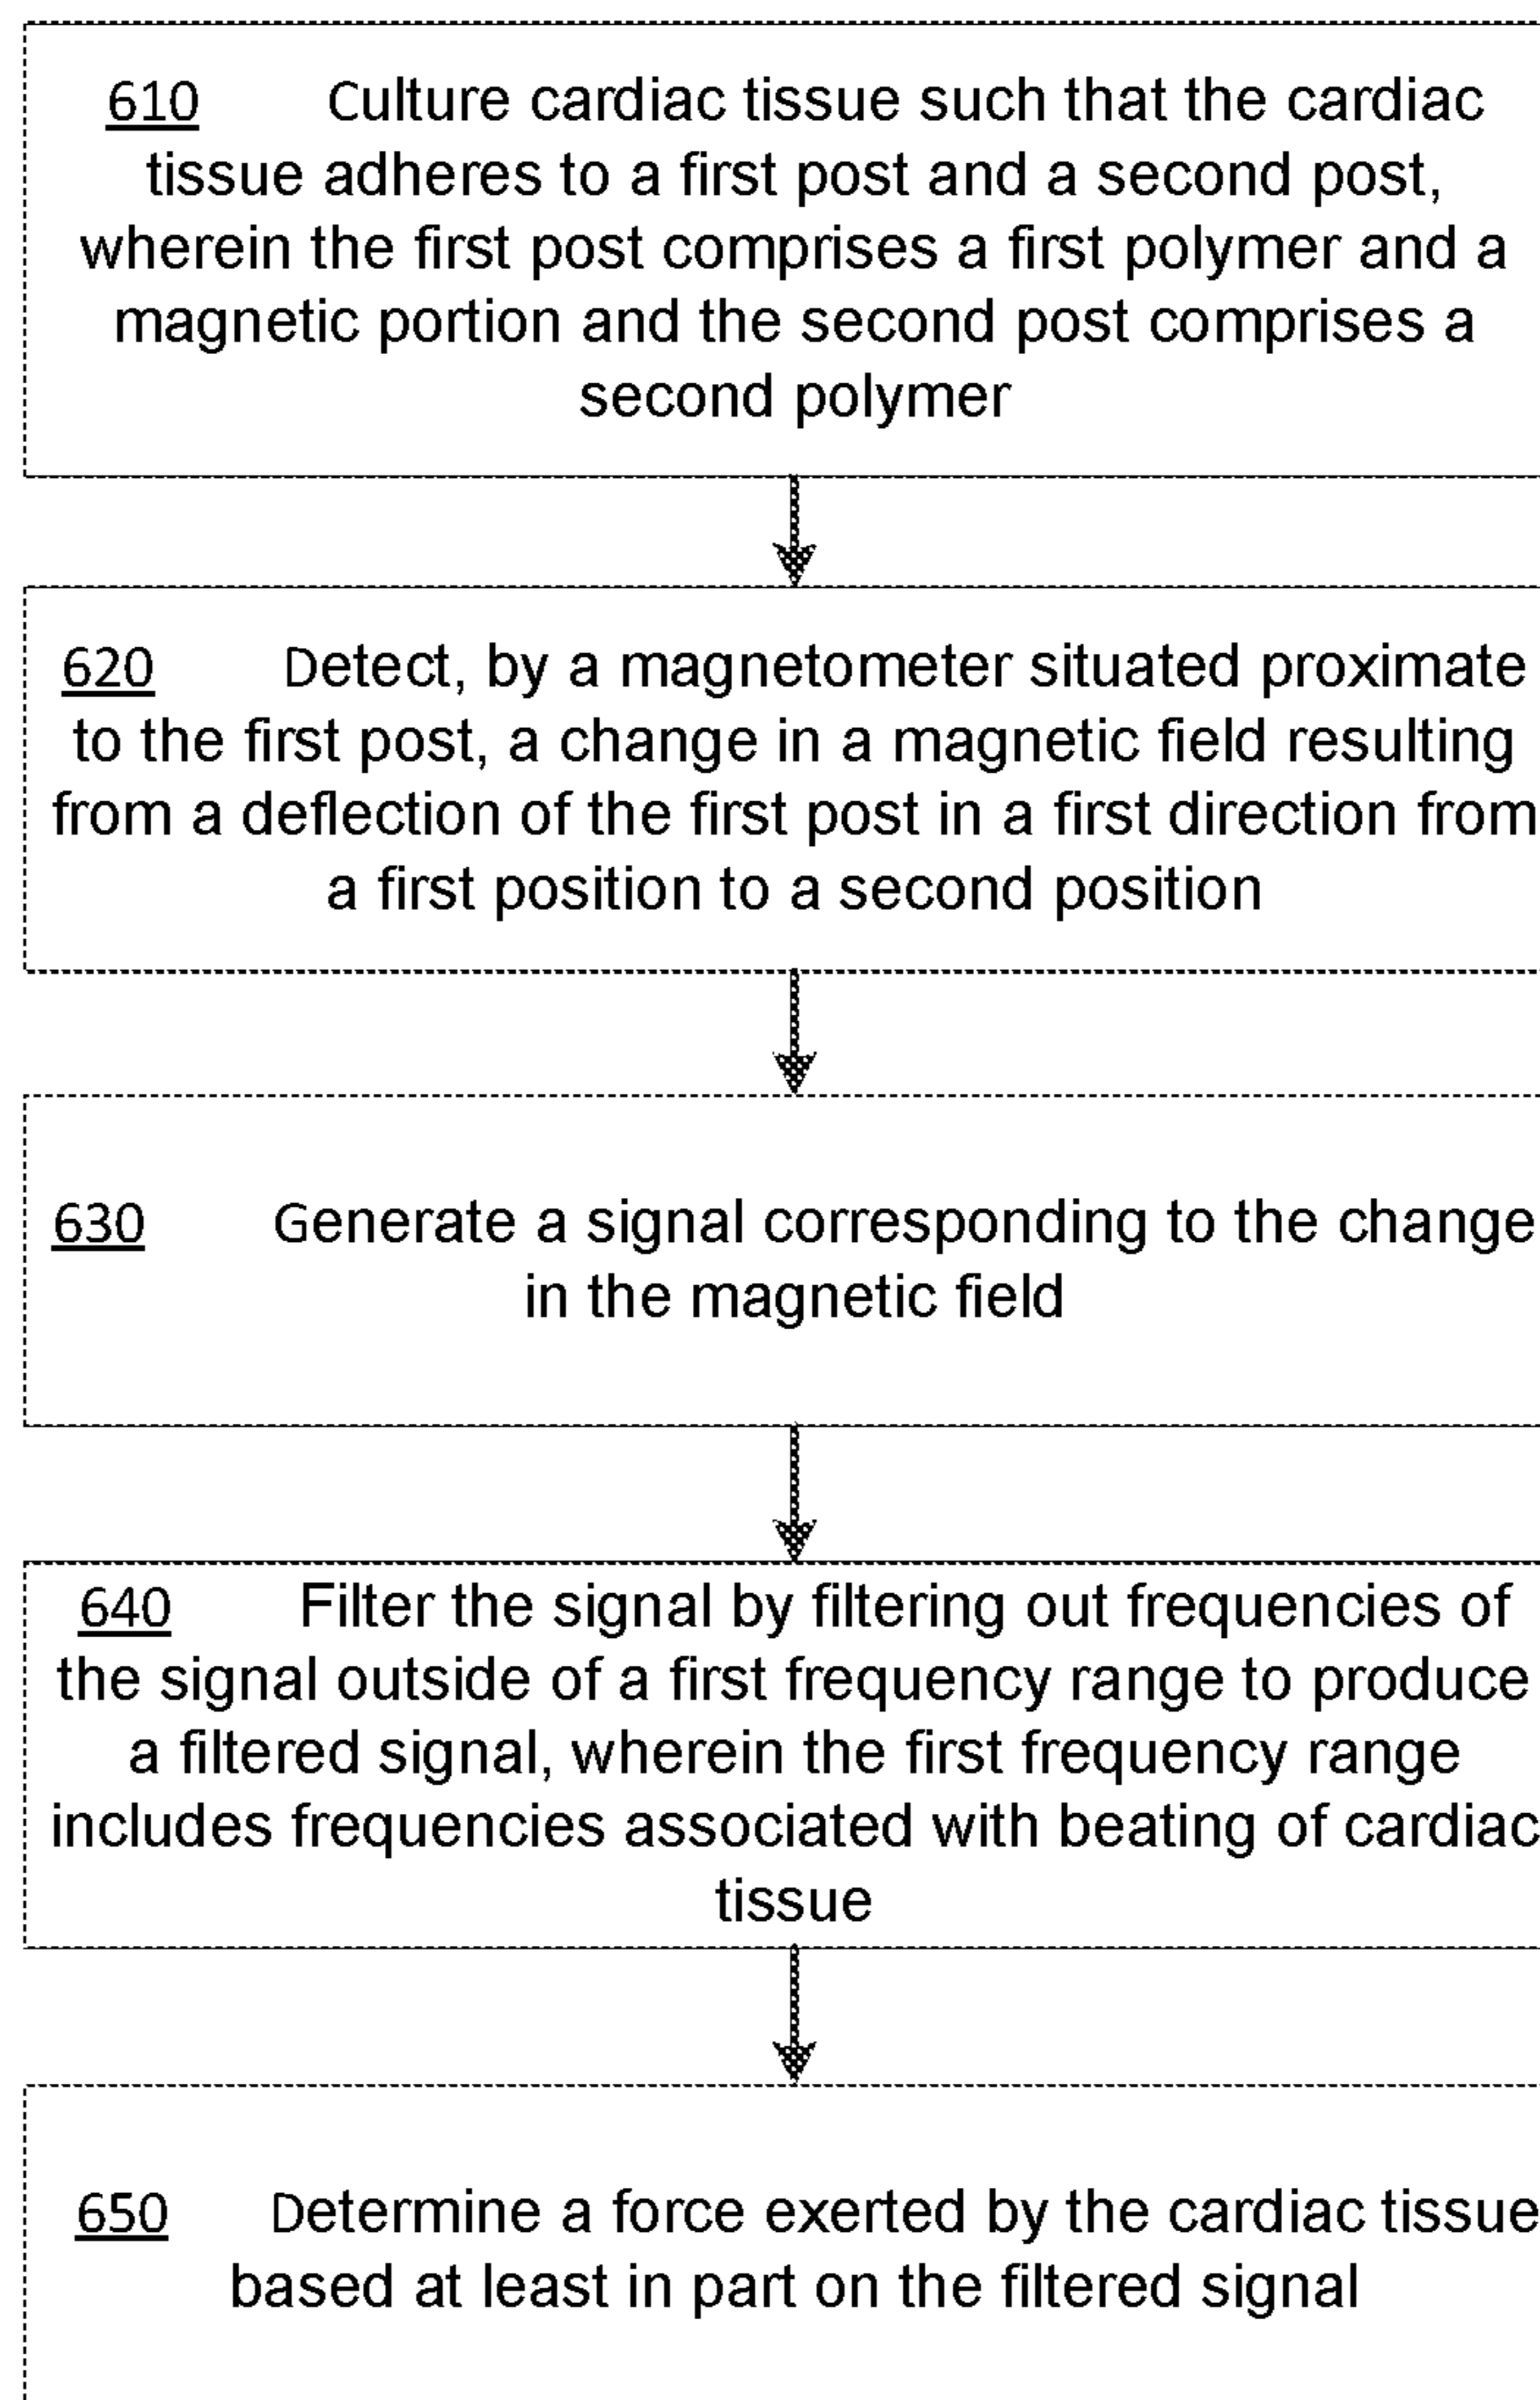 610 Culture cardiac tissue such that the cardiac
tissue adheres to a first post and a second post,
wherein the first post comprises a first polymer and a
magnetic portion and the second post comprises a
second polymer
620 Detect, by a magnetometer situated proximate
to the first post, a change in a magnetic field resulting
from a deflection of the first post in a first direction from
a first position to a second position
630 Generate a signal corresponding to the change
in the magnetic field
640 Filter the signal by filtering out frequencies of
the signal outside of a first frequency range to produce
a filtered signal, wherein the first frequency range
includes frequencies associated with beating of cardiac
tissue
650 Determine a force exerted by the cardiac tissue
based at least in part on the filtered signal